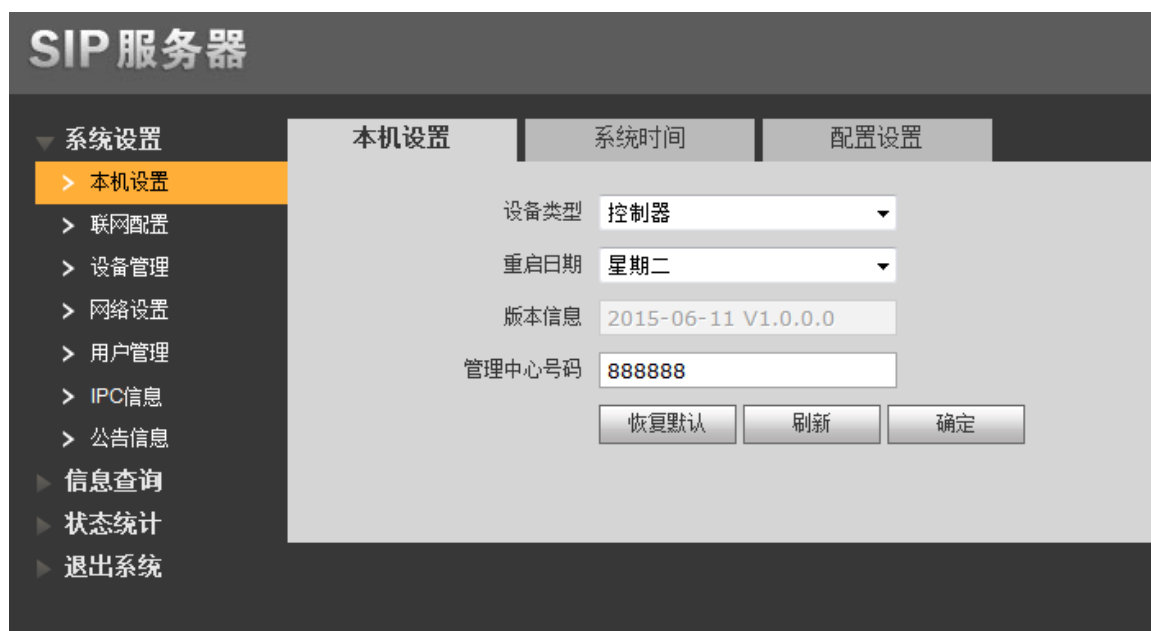 SIP服务器
系统设置
本机设置
联网配置
设备管理
网络设置
用户管理
IPC信息
公告信息
信息查询
状态统计
退出系统
本机设置 系统时间 配置设置
设备类型 控制器
重启日期 星期二
版本信息 2015-06-11 V1.0.0.0
管理中心号码 888888
恢复默认 刷新 确定